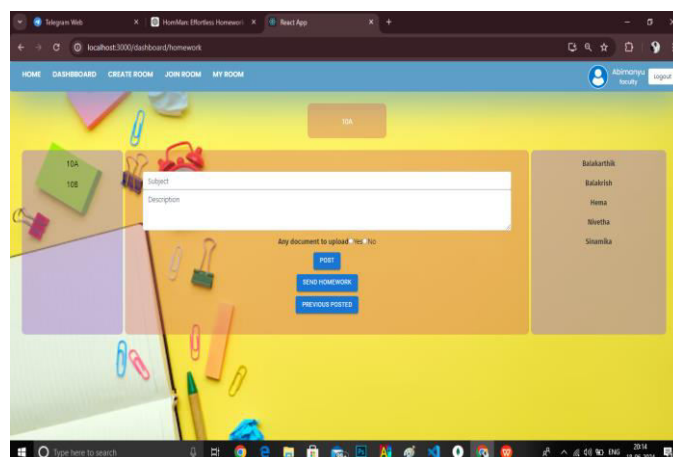 Telegram Web
HomMarc Effortless Homework
React App
localhost:3000/dashboard/homework
HOME DASHBOARD CREATE ROOM JOIN ROOM MY ROOM
Abimanyu
faculty
Logout
10A
10A
10B
Subject
Description
Any document to upload Yes No
POST
SEND HOMEWORK
PREVIOUS POSTED
Balakarthik
Balakrish
Hema
Nivetha
Sinamika
Type here to search
ENG
20:14